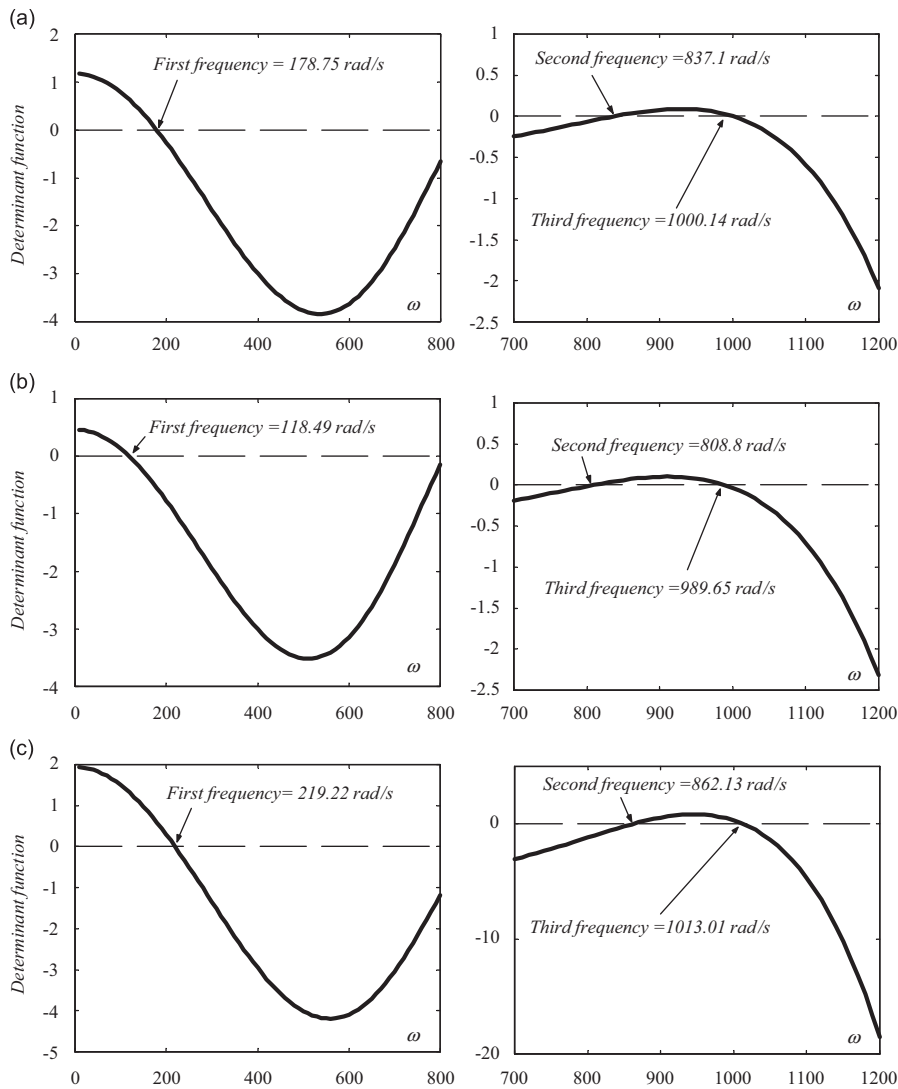 (a)
2
1
0
-1
-2
-3
-4
Determinant function
First frequency = 178.75 rad/s
ω
0 200 400 600 800
1
0.5
0
-0.5
-1
-1.5
-2
-2.5
Second frequency =837.1 rad/s
Third frequency =1000.14 rad/s
ω
700 800 900 1000 1100 1200
(b)
1
0
-1
-2
-3
-4
Determinant function
First frequency =118.49 rad/s
ω
0 200 400 600 800
1
0.5
0
-0.5
-1
-1.5
-2
-2.5
Second frequency =808.8 rad/s
Third frequency =989.65 rad/s
ω
700 800 900 1000 1100 1200
(c)
2
1
0
-1
-2
-3
-4
-5
Determinant function
First frequency= 219.22 rad/s
ω
0 200 400 600 800
0
-10
-20
Second frequency =862.13 rad/s
Third frequency =1013.01 rad/s
ω
700 800 900 1000 1100 1200